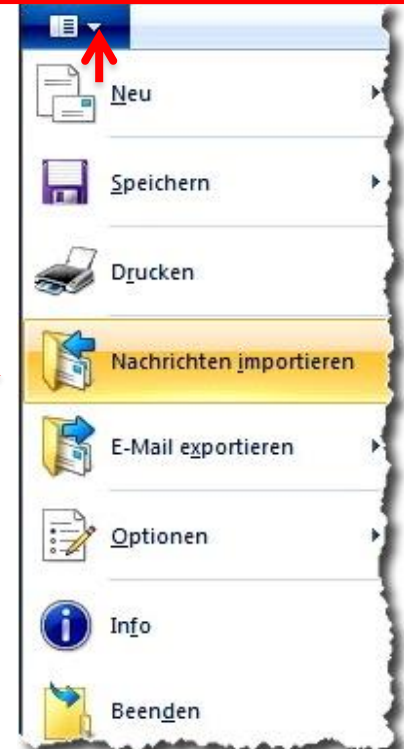 Neu
Speichern
Drucken
Nachrichten importieren
E-Mail exportieren
Optionen
Info
Beenden